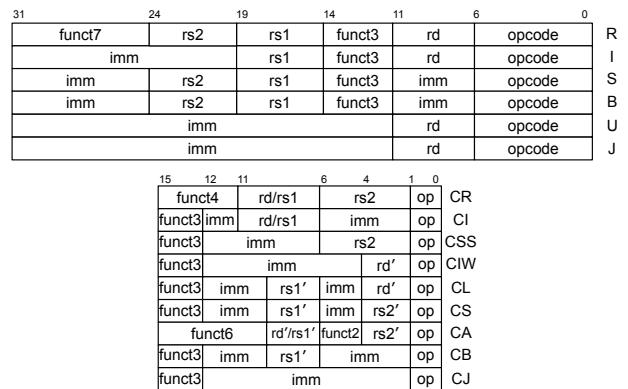 31 24 19 14 11 6 0
funct7 rs2 rs1 funct3 rd opcode R
imm rs1 funct3 rd opcode I
imm rs2 rs1 funct3 imm opcode S
imm rs2 rs1 funct3 imm opcode B
imm rd opcode U
imm rd opcode J
15 12 11 6 4 1 0
funct4 rd/rs1 rs2 op CR
funct3 imm rd/rs1 imm op CI
funct3 imm rs2 op CSS
funct3 imm rd′ op CIW
funct3 imm rs1′ imm rd′ op CL
funct3 imm rs1′ imm rs2′ op CS
funct6 rd′/rs1′ funct2 rs2′ op CA
funct3 imm rs1′ imm op CB
funct3 imm op CJ